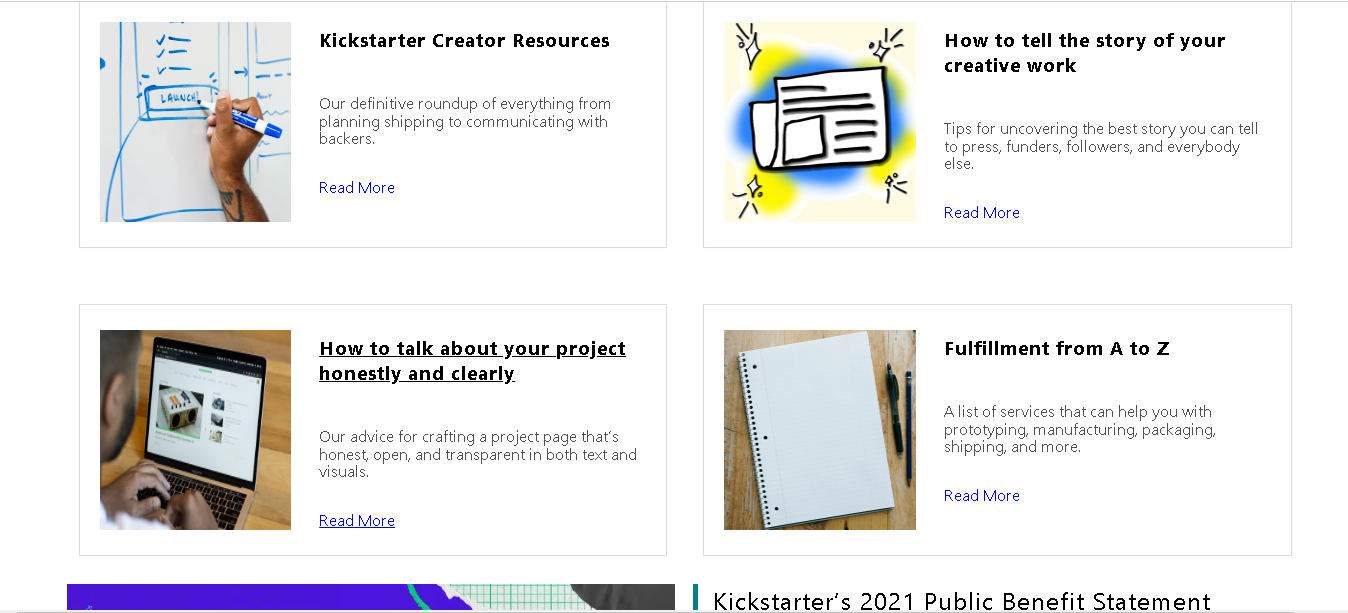 LAUNCH!
Kickstarter Creator Resources
Our definitive roundup of everything from
planning shipping to communicating with
backers.
Read More
How to tell the story of your
creative work
Tips for uncovering the best story you can tell
to press, funders, followers, and everybody
else.
Read More
How to talk about your project
honestly and clearly
Our advice for crafting a project page that’s
honest, open, and transparent in both text and
visuals.
Read More
Fulfillment from A to Z
A list of services that can help you with
prototyping, manufacturing, packaging,
shipping, and more.
Read More
Kickstarter’s 2021 Public Benefit Statement